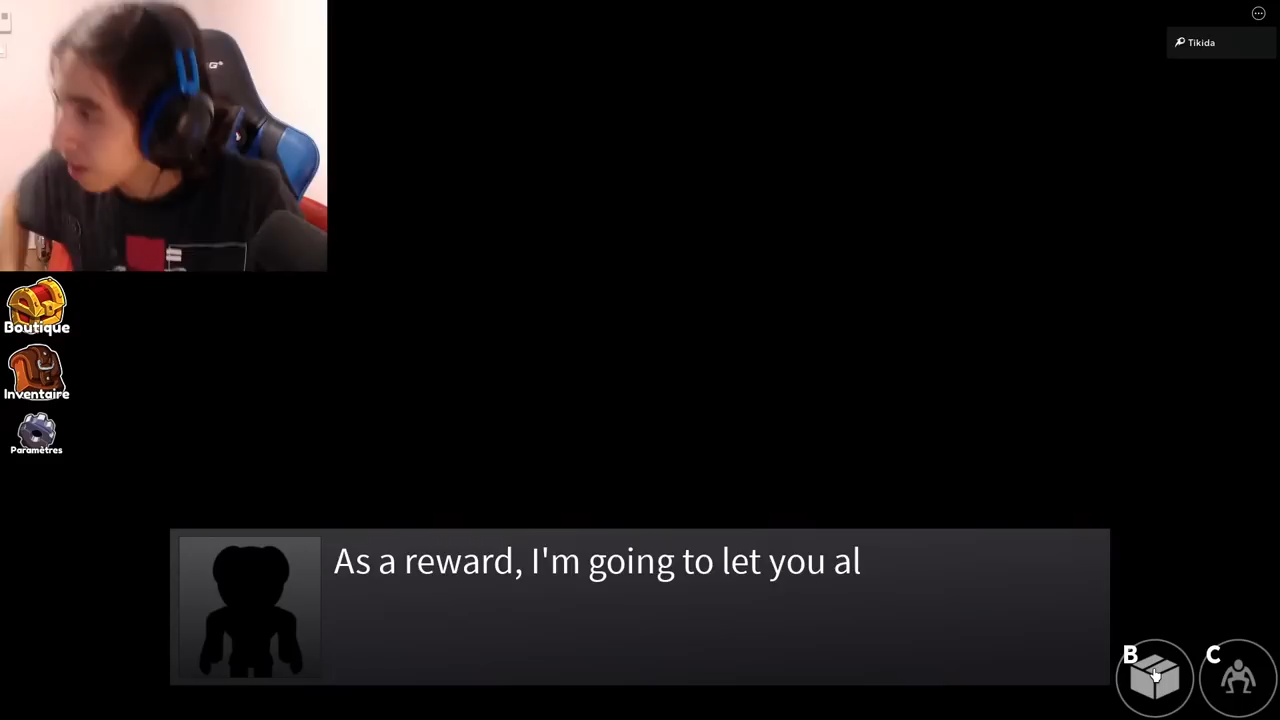 Tikida
Boutique
Inventaire
Paramètres
As a reward, I'm going to let you al
B
C